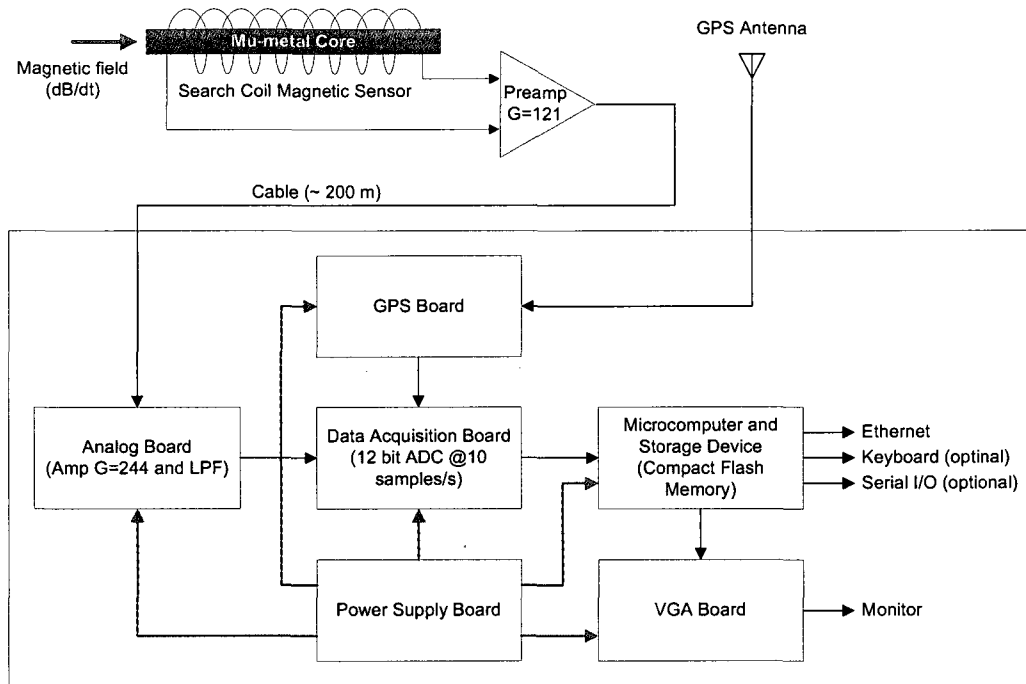 Mu-metal Core
GPS Antenna
Magnetic field
(dB/dt)
Search Coil Magnetic Sensor
Preamp
G=121
Cable (~ 200 m)
GPS Board
Analog Board
(Amp G=244 and LPF)
Data Acquisition Board
(12 bit ADC @10
samples/s)
Microcomputer and
Storage Device
(Compact Flash
Memory)
Ethernet
Keyboard (optinal)
Serial I/O (optional)
Power Supply Board
VGA Board
Monitor